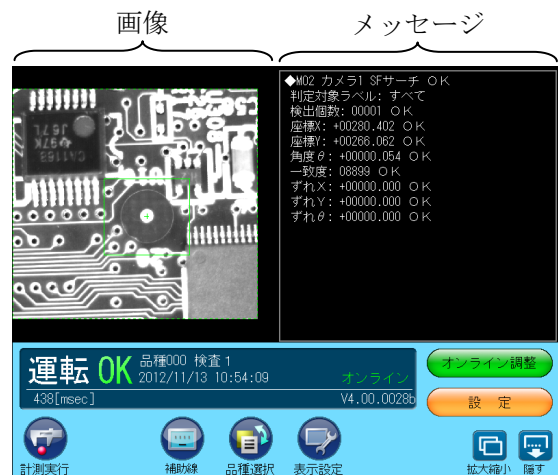 画像
メッセージ
◆M02 カメラ1 SFサーチ OK
判定対象ラベル: すべて
検出個数: 00001 OK
座標X: +00280.402 OK
座標Y: +00266.062 OK
角度θ: +00000.054 OK
一致度: 08899 OK
ずれX: +00000.000 OK
ずれY: +00000.000 OK
ずれθ: +00000.000 OK
運転 OK 品種000 検査1
2012/11/13 10:54:09
オンライン
438[msec]
V4.00.0028b
オンライン調整
設 定
計測実行
補助線
品種選択
表示設定
拡大縮小
隠す